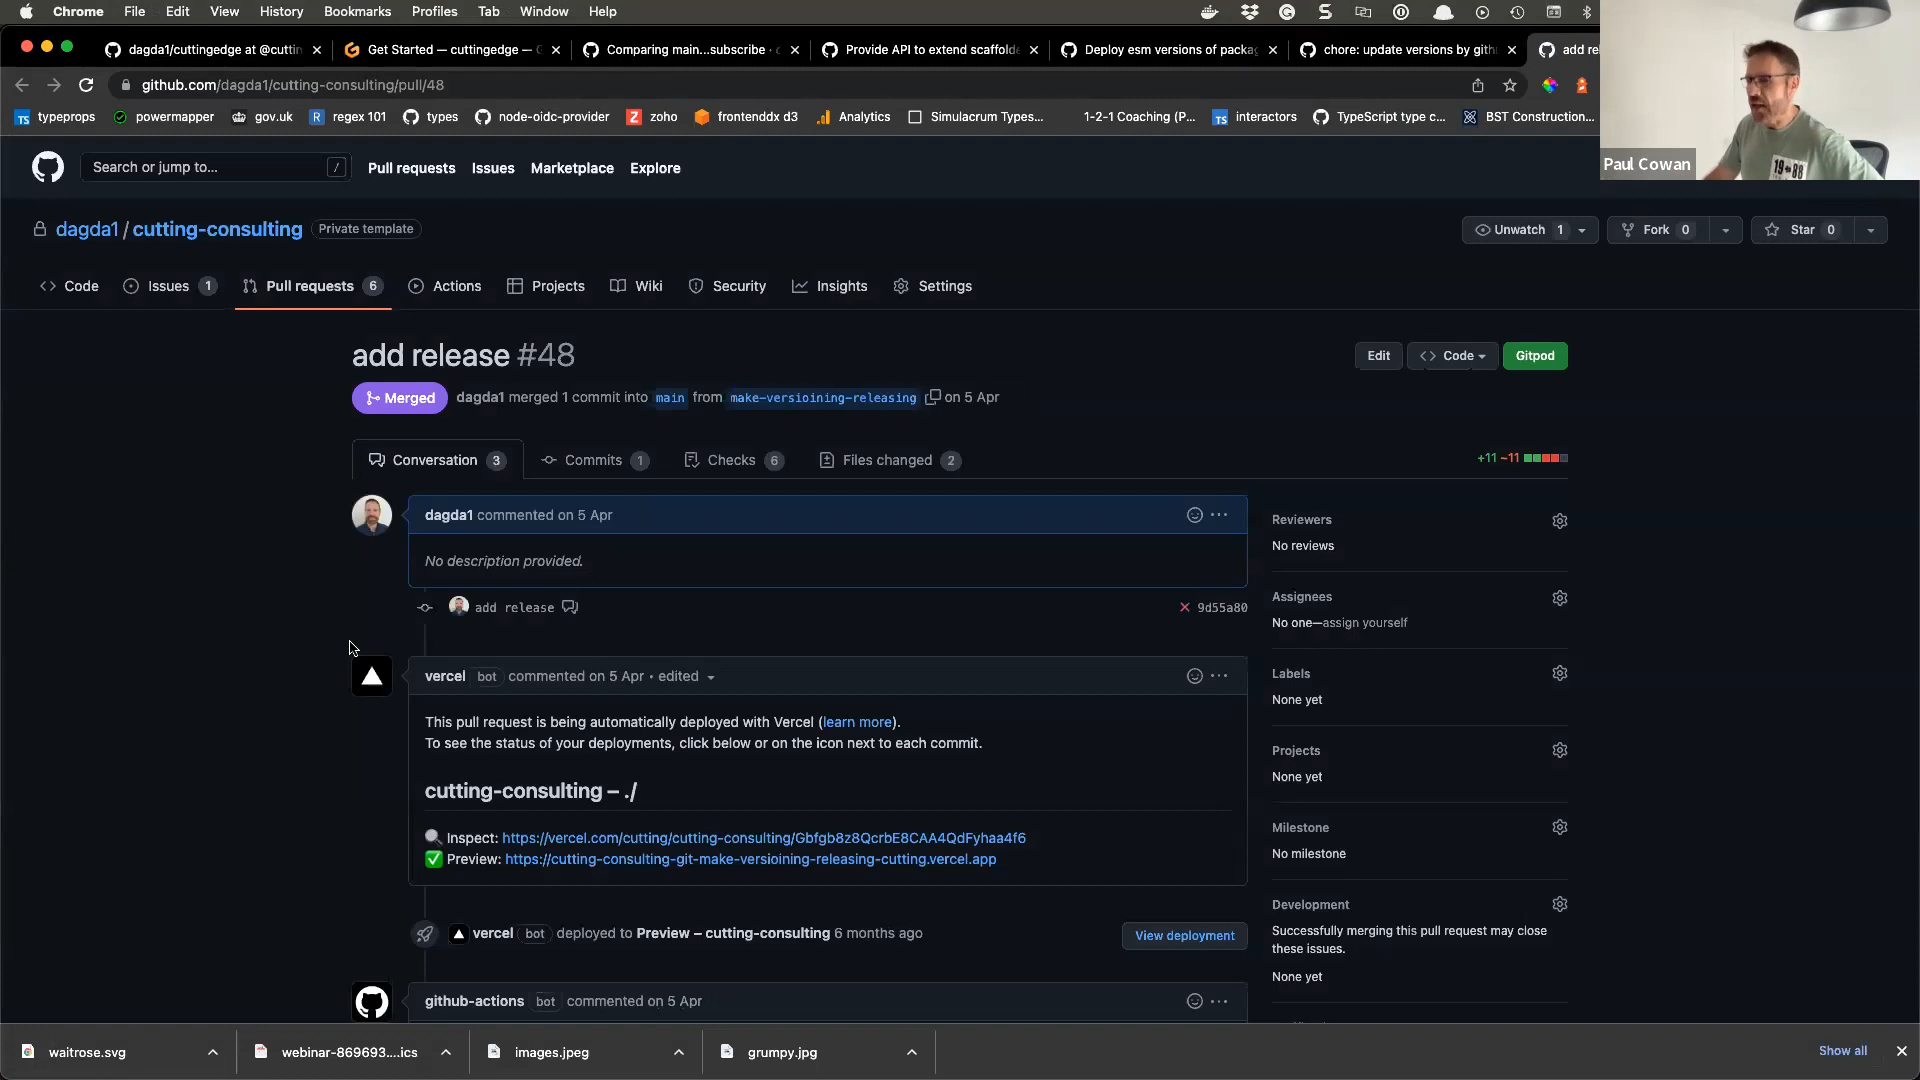 Chrome File Edit View History Bookmarks Profiles Tab Window Help
dagda1/cuttingedge at @cuttin
Get Started — cuttingedge —
Comparing main...subscribe ·
Provide API to extend scaffold
Deploy esm versions of packa
chore: update versions by gith
add re
github.com/dagda1/cutting-consulting/pull/48
TS typeprops
powermapper
gov.uk
R regex 101
types
node-oidc-provider
Z zoho
frontenddx d3
Analytics
Simulacrum Types...
1-2-1 Coaching (P...
TS interactors
TypeScript type c...
BST Construction...
19 88
Paul Cowan
Search or jump to... /
Pull requests Issues Marketplace Explore
dagda1 / cutting-consulting Private template
Unwatch 1 Fork 0 Star 0
Code Issues 1 Pull requests 6 Actions Projects Wiki Security Insights Settings
add release #48
Edit <> Code Gitpod
Merged dagda1 merged 1 commit into main from make-versioining-releasing on 5 Apr
Conversation 3 Commits 1 Checks 6 Files changed 2
+11 −11
dagda1 commented on 5 Apr
No description provided.
add release
9d55a80
vercel bot commented on 5 Apr • edited
This pull request is being automatically deployed with Vercel (learn more).
To see the status of your deployments, click below or on the icon next to each commit.
cutting-consulting – ./
Inspect: https://vercel.com/cutting/cutting-consulting/Gbfgb8z8QcrbE8CAA4QdFyhaa4f6
Preview: https://cutting-consulting-git-make-versioining-releasing-cutting.vercel.app
vercel bot deployed to Preview – cutting-consulting 6 months ago
View deployment
github-actions bot commented on 5 Apr
Reviewers
No reviews
Assignees
No one—assign yourself
Labels
None yet
Projects
None yet
Milestone
No milestone
Development
Successfully merging this pull request may close
these issues.
None yet
waitrose.svg
webinar-869693....ics
images.jpeg
grumpy.jpg
Show all